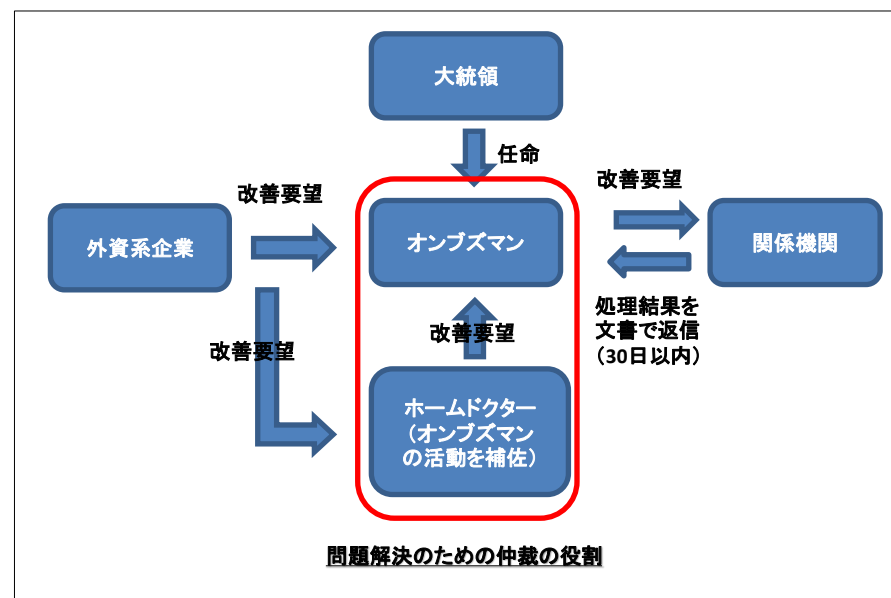 大統領
任命
改善要望
改善要望
外資系企業
オンブズマン
関係機関
処理結果を
文書で返信
（30日以内）
改善要望
改善要望
ホームドクター
（オンブズマン
の活動を補佐）
問題解決のための仲裁の役割